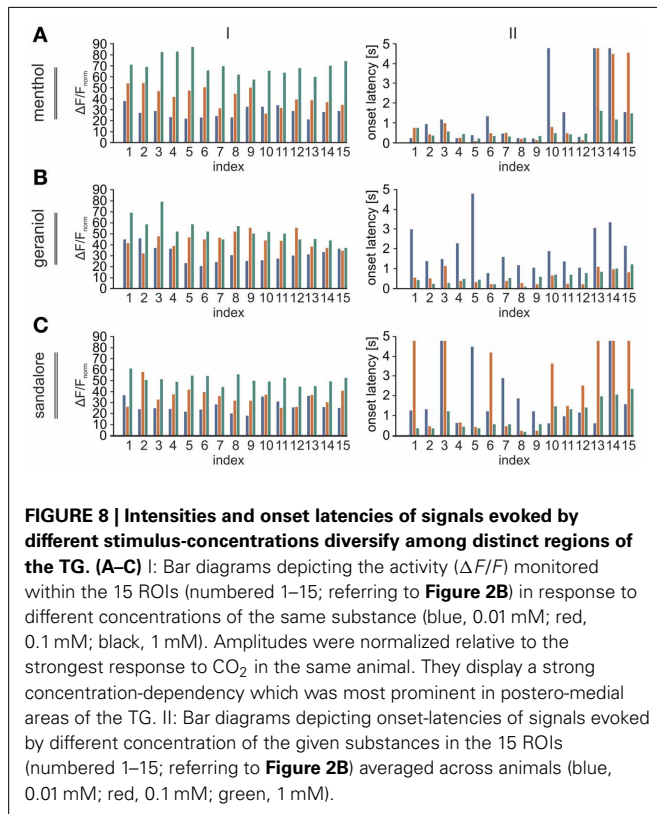 A I II
menthol
ΔF/Fnorm
90
80
70
60
50
40
30
20
10
0
1 2 3 4 5 6 7 8 9 10 11 12 13 14 15
index
onset latency [s]
5
4
3
2
1
0
1 2 3 4 5 6 7 8 9 10 11 12 13 14 15
index
B
geraniol
ΔF/Fnorm
90
80
70
60
50
40
30
20
10
0
1 2 3 4 5 6 7 8 9 10 11 12 13 14 15
index
onset latency [s]
5
4
3
2
1
0
1 2 3 4 5 6 7 8 9 10 11 12 13 14 15
index
C
sandalore
ΔF/Fnorm
90
80
70
60
50
40
30
20
10
0
1 2 3 4 5 6 7 8 9 10 11 12 13 14 15
index
onset latency [s]
5
4
3
2
1
0
1 2 3 4 5 6 7 8 9 10 11 12 13 14 15
index
FIGURE 8 | Intensities and onset latencies of signals evoked by
different stimulus-concentrations diversify among distinct regions of
the TG. (A–C) I: Bar diagrams depicting the activity (ΔF/F) monitored
within the 15 ROIs (numbered 1–15; referring to Figure 2B) in response to
different concentrations of the same substance (blue, 0.01 mM; red,
0.1 mM; black, 1 mM). Amplitudes were normalized relative to the
strongest response to CO2 in the same animal. They display a strong
concentration-dependency which was most prominent in postero-medial
areas of the TG. II: Bar diagrams depicting onset-latencies of signals evoked
by different concentration of the given substances in the 15 ROIs
(numbered 1–15; referring to Figure 2B) averaged across animals (blue,
0.01 mM; red, 0.1 mM; green, 1 mM).